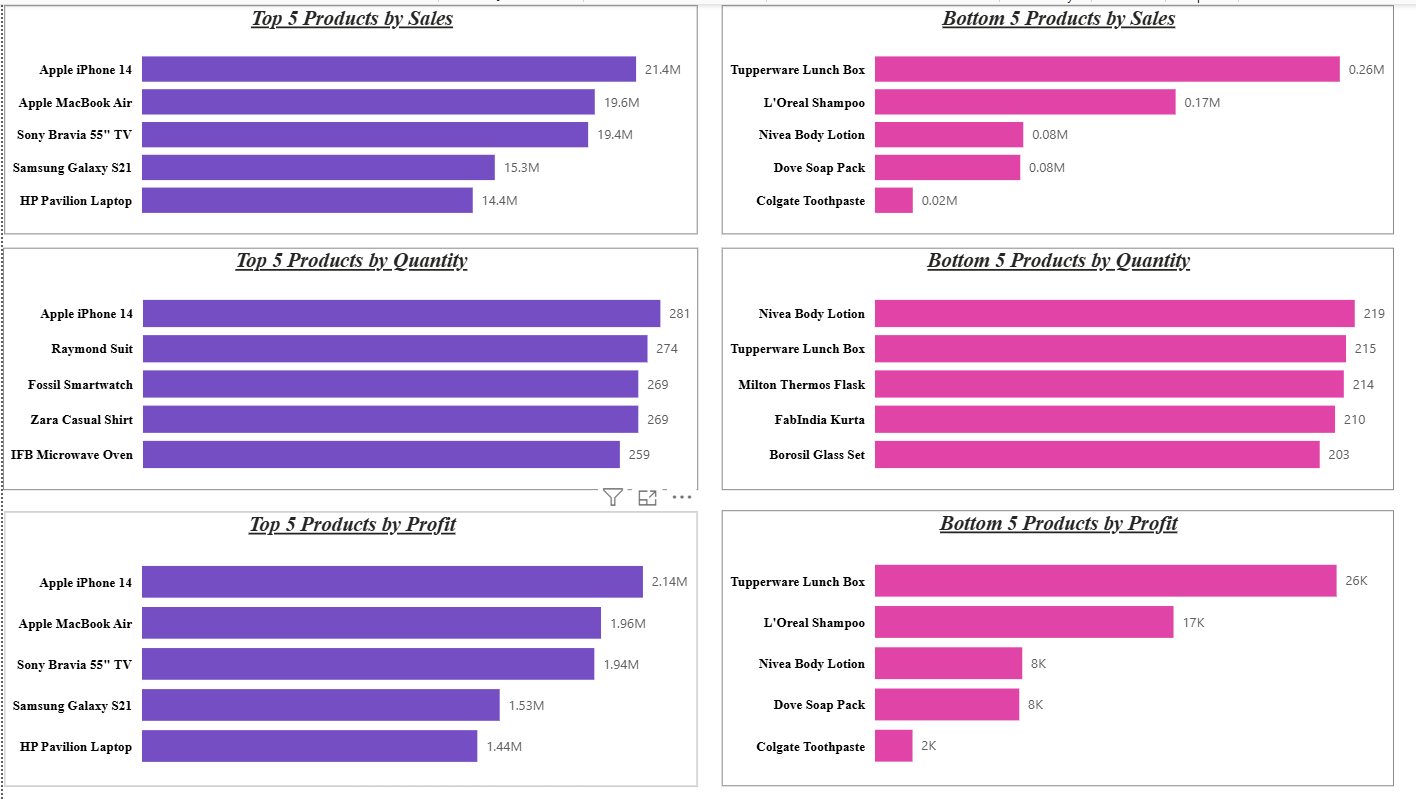 Top 5 Products by Sales
Apple iPhone 14 21.4M
Apple MacBook Air 19.6M
Sony Bravia 55" TV 19.4M
Samsung Galaxy S21 15.3M
HP Pavilion Laptop 14.4M
Bottom 5 Products by Sales
Tupperware Lunch Box 0.26M
L'Oreal Shampoo 0.17M
Nivea Body Lotion 0.08M
Dove Soap Pack 0.08M
Colgate Toothpaste 0.02M
Top 5 Products by Quantity
Apple iPhone 14 281
Raymond Suit 274
Fossil Smartwatch 269
Zara Casual Shirt 269
IFB Microwave Oven 259
Bottom 5 Products by Quantity
Nivea Body Lotion 219
Tupperware Lunch Box 215
Milton Thermos Flask 214
FabIndia Kurta 210
Borosil Glass Set 203
Top 5 Products by Profit
Apple iPhone 14 2.14M
Apple MacBook Air 1.96M
Sony Bravia 55" TV 1.94M
Samsung Galaxy S21 1.53M
HP Pavilion Laptop 1.44M
Bottom 5 Products by Profit
Tupperware Lunch Box 26K
L'Oreal Shampoo 17K
Nivea Body Lotion 8K
Dove Soap Pack 8K
Colgate Toothpaste 2K